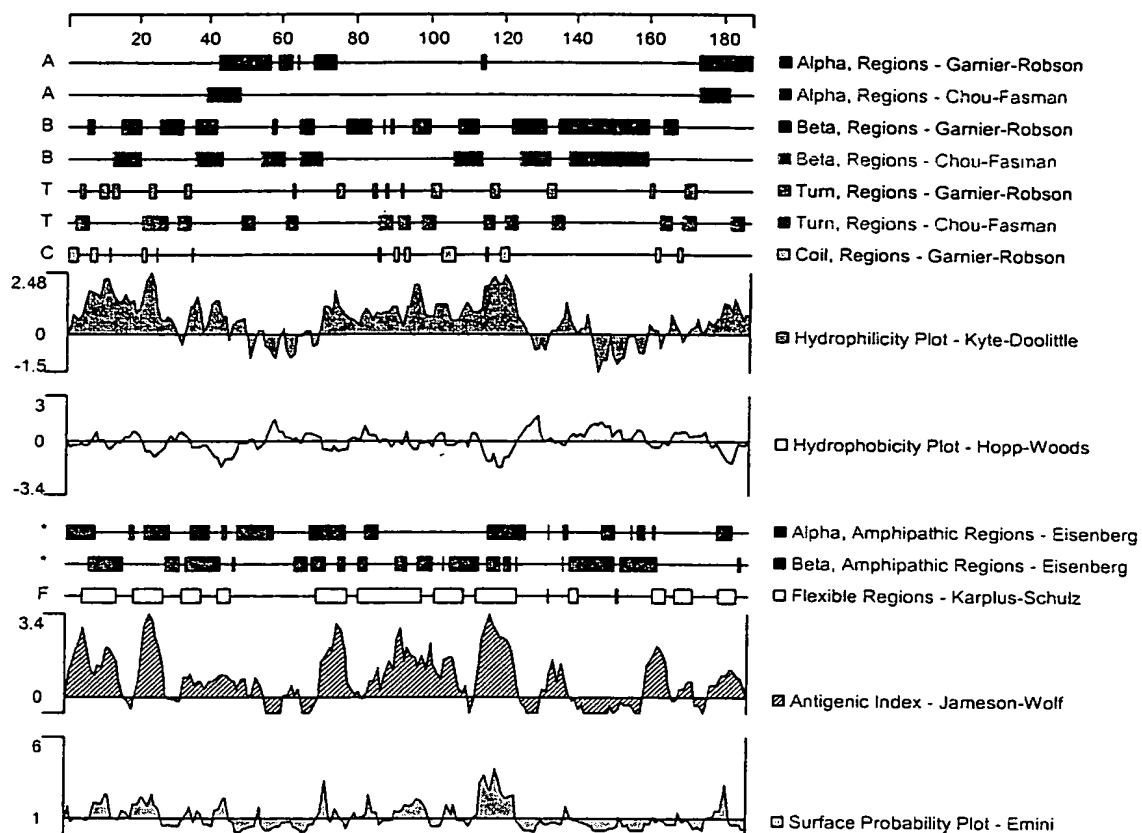 20 40 60 80 100 120 140 160 180
A Alpha, Regions - Garnier-Robson
A Alpha, Regions - Chou-Fasman
B Beta, Regions - Garnier-Robson
B Beta, Regions - Chou-Fasman
T Turn, Regions - Garnier-Robson
T Turn, Regions - Chou-Fasman
C Coil, Regions - Garnier-Robson
2.48
0
-1.5
Hydrophilicity Plot - Kyte-Doolittle
3
0
-3.4
Hydrophobicity Plot - Hopp-Woods
* Alpha, Amphipathic Regions - Eisenberg
* Beta, Amphipathic Regions - Eisenberg
F Flexible Regions - Karplus-Schulz
3.4
0
Antigenic Index - Jameson-Wolf
6
1
Surface Probability Plot - Emini